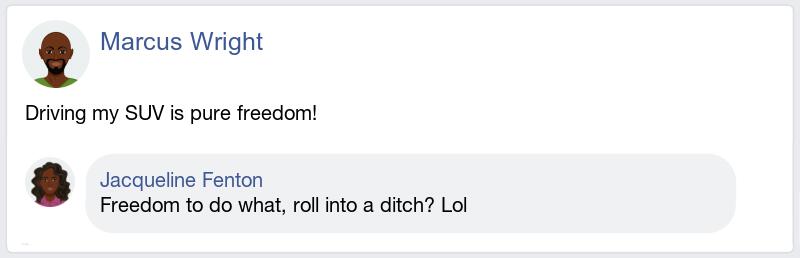 Marcus Wright
Driving my SUV is pure freedom!
Jacqueline Fenton
Freedom to do what, roll into a ditch? Lol